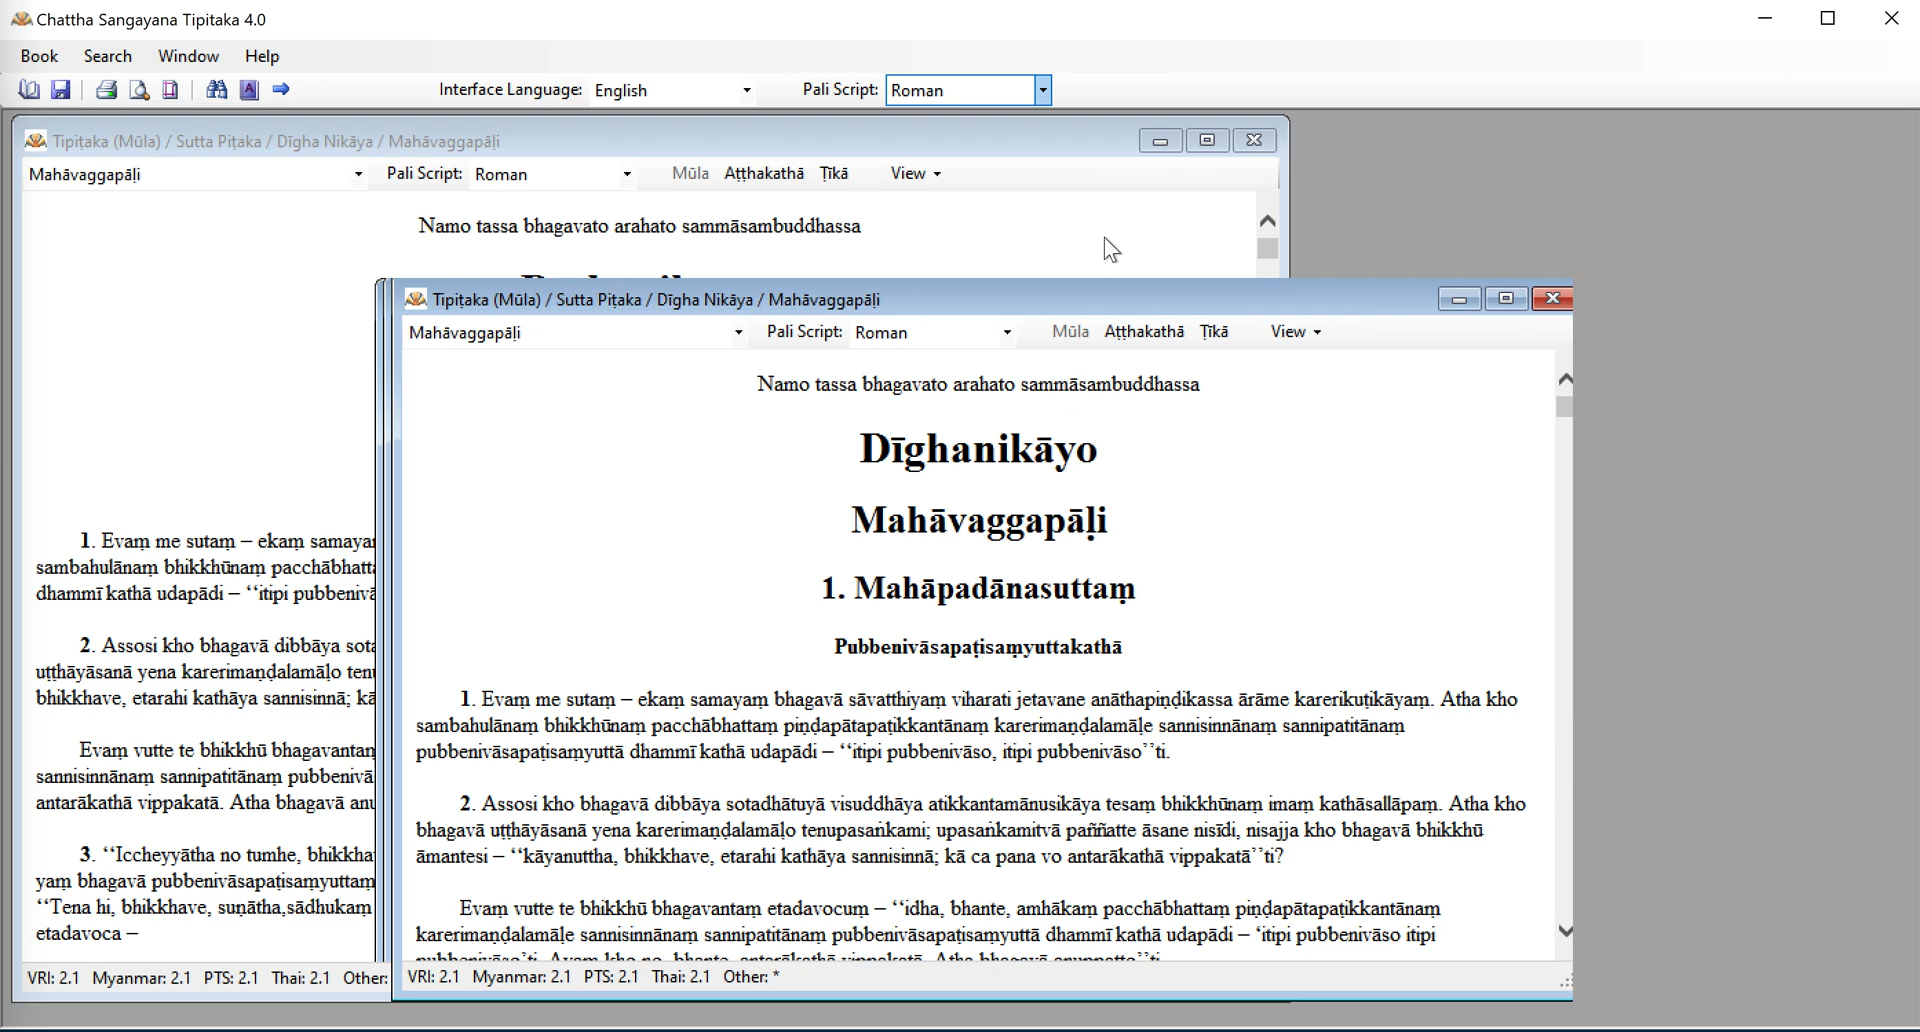 Chattha Sangayana Tipitaka 4.0
Book Search Window Help
Interface Language: English Pali Script: Roman
Tipiṭaka (Mūla) / Sutta Piṭaka / Dīgha Nikāya / Mahāvaggapāḷi
Mahāvaggapāḷi Pali Script: Roman Mūla Aṭṭhakathā Ṭīkā View
Namo tassa bhagavato arahato sammāsambuddhassa
1. Evaṃ me sutaṃ – ekaṃ
sambahulānaṃ bhikkhūnaṃ
dhammī kathā udapādi – ‘‘itipi
2. Assosi kho bhagavā dibbāya
uṭṭhāyāsanā yena karerimaṇḍalamāḷo
bhikkhave, etarahi kathāya sannisinnā; kā
Evaṃ vutte te bhikkhū
sannisinnānaṃ sannipatitānaṃ
antarākathā vippakatā. Atha bhagavā
3. ‘‘Iccheyyātha no tumhe,
yaṃ bhagavā pubbenivāsapaṭisaṃyuttaṃ
‘‘Tena hi, bhikkhave, suṇātha,sādhukaṃ
etadavoca –
VRI: 2.1 Myanmar: 2.1 PTS: 2.1 Thai: 2.1 Other:
Tipiṭaka (Mūla) / Sutta Piṭaka / Dīgha Nikāya / Mahāvaggapāḷi
Mahāvaggapāḷi Pali Script: Roman Mūla Aṭṭhakathā Ṭīkā View
Namo tassa bhagavato arahato sammāsambuddhassa
Dīghanikāyo
Mahāvaggapāḷi
1. Mahāpadānasuttaṃ
Pubbenivāsapaṭisaṃyuttakathā
1. Evaṃ me sutaṃ – ekaṃ samayaṃ bhagavā sāvatthiyaṃ viharati jetavane anāthapiṇḍikassa ārāme karerikuṭikāyaṃ. Atha kho
sambahulānaṃ bhikkhūnaṃ pacchābhattaṃ piṇḍapātapaṭikkantānaṃ karerimaṇḍalamāḷe sannisinnānaṃ sannipatitānaṃ
pubbenivāsapaṭisaṃyuttā dhammī kathā udapādi – ‘‘itipi pubbenivāso, itipi pubbenivāso’’ti.
2. Assosi kho bhagavā dibbāya sotadhātuyā visuddhāya atikkantamānusikāya tesaṃ bhikkhūnaṃ imaṃ kathāsallāpaṃ. Atha kho
bhagavā uṭṭhāyāsanā yena karerimaṇḍalamāḷo tenupasaṅkami; upasaṅkamitvā paññatte āsane nisīdi, nisajja kho bhagavā bhikkhū
āmantesi – ‘‘kāyanuttha, bhikkhave, etarahi kathāya sannisinnā; kā ca pana vo antarākathā vippakatā’’ti?
Evaṃ vutte te bhikkhū bhagavantaṃ etadavocuṃ – ‘‘idha, bhante, amhākaṃ pacchābhattaṃ piṇḍapātapaṭikkantānaṃ
karerimaṇḍalamāḷe sannisinnānaṃ sannipatitānaṃ pubbenivāsapaṭisaṃyuttā dhammī kathā udapādi – ‘itipi pubbenivāso itipi
VRI: 2.1 Myanmar: 2.1 PTS: 2.1 Thai: 2.1 Other: *